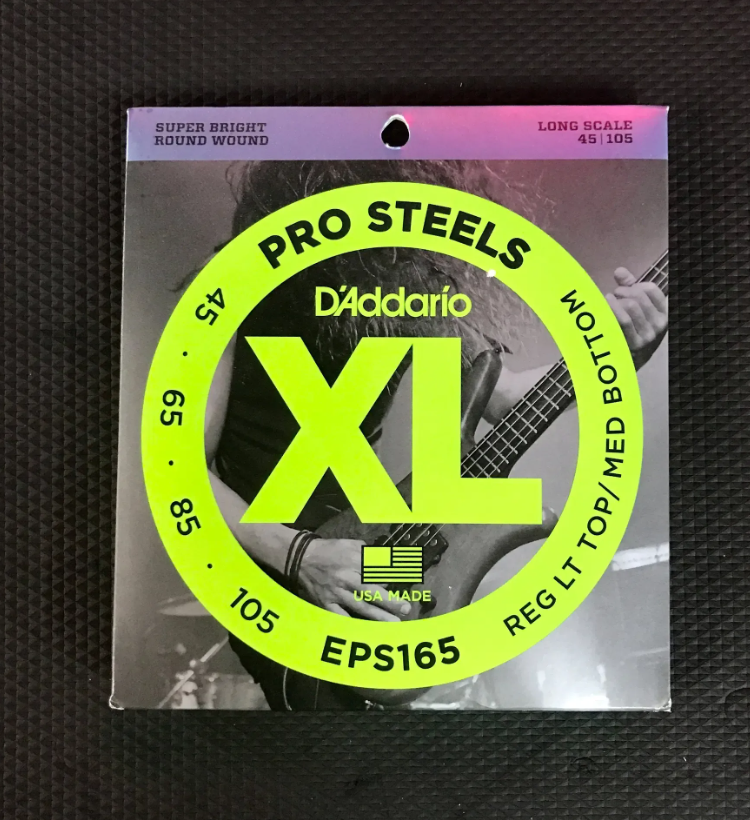 SUPER BRIGHT
ROUND WOUND
LONG SCALE
45|105
PRO STEELS
D'Addario
XL
USA MADE
45 · 65 · 85 · 105
EPS165
REG LT TOP/MED BOTTOM